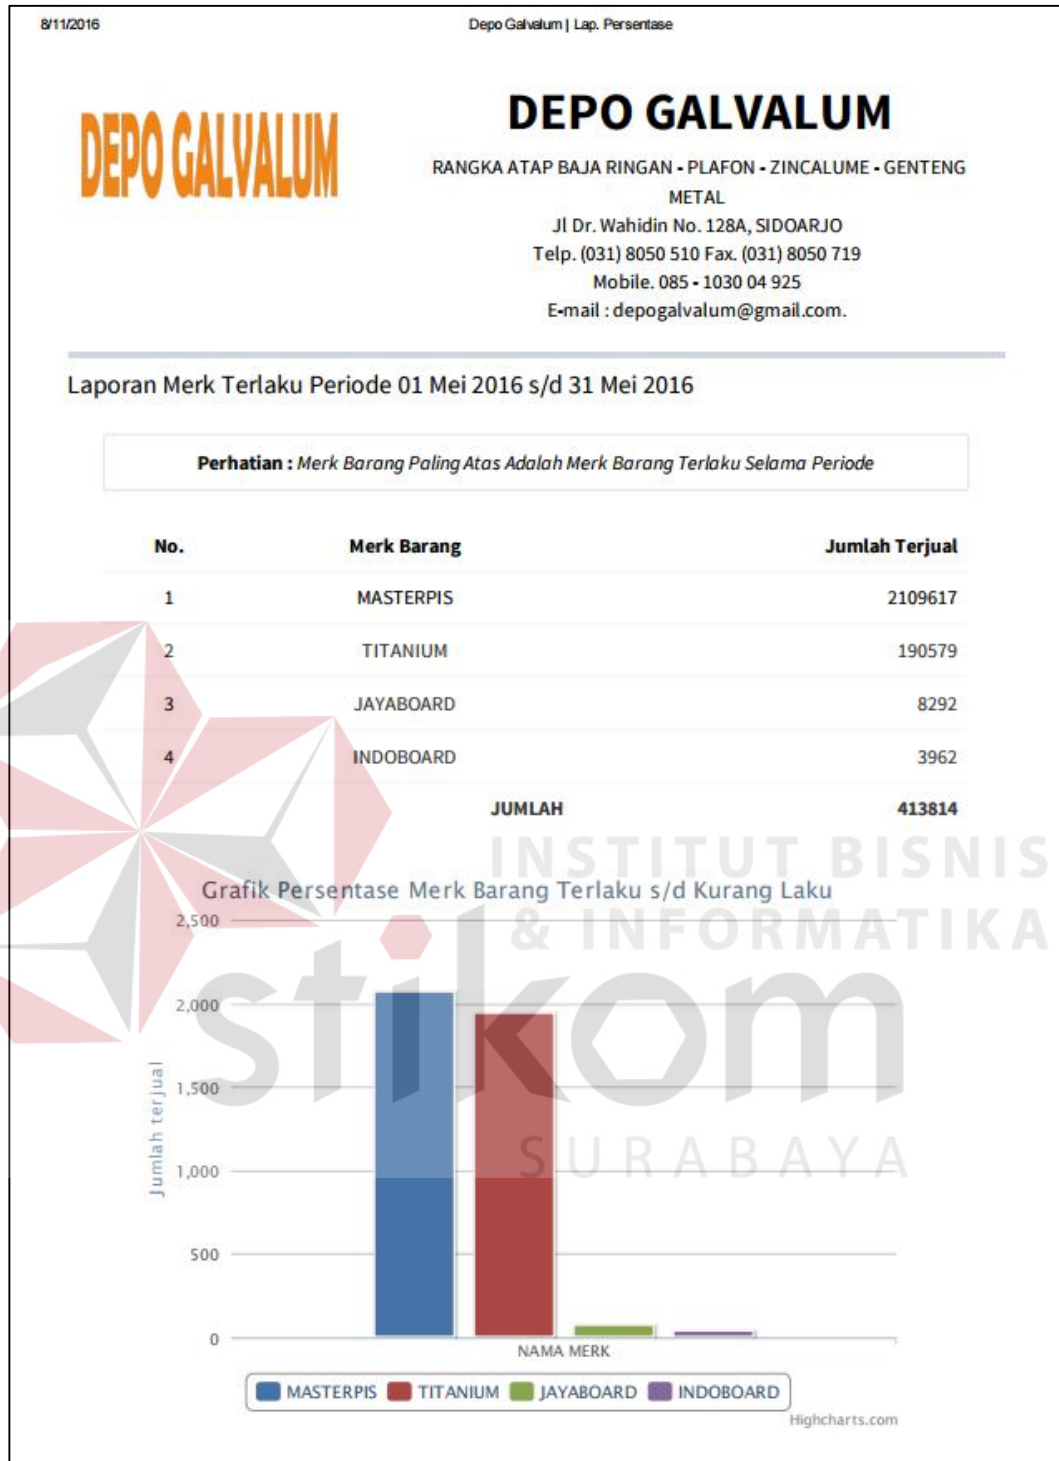 8/11/2016
Depo Galvalum | Lap. Persentase
DEPO GALVALUM
DEPO GALVALUM
RANGKA ATAP BAJA RINGAN - PLAFON - ZINCALUME - GENTENG
METAL
Jl Dr. Wahidin No. 128A, SIDOARJO
Telp. (031) 8050 510 Fax. (031) 8050 719
Mobile. 085 - 1030 04 925
E-mail : depogalvalum@gmail.com.
Laporan Merk Terlaku Periode 01 Mei 2016 s/d 31 Mei 2016
Perhatian : Merk Barang Paling Atas Adalah Merk Barang Terlaku Selama Periode
No. Merk Barang Jumlah Terjual
1 MASTERPIS 2109617
2 TITANIUM 190579
3 JAYABOARD 8292
4 INDOBOARD 3962
JUMLAH 413814
INSTITUT BISNIS
& INFORMATIKA
stikom
SURABAYA
Grafik Persentase Merk Barang Terlaku s/d Kurang Laku
Jumlah terjual
2,500
2,000
1,500
1,000
500
0
NAMA MERK
MASTERPIS TITANIUM JAYABOARD INDOBOARD
Highcharts.com